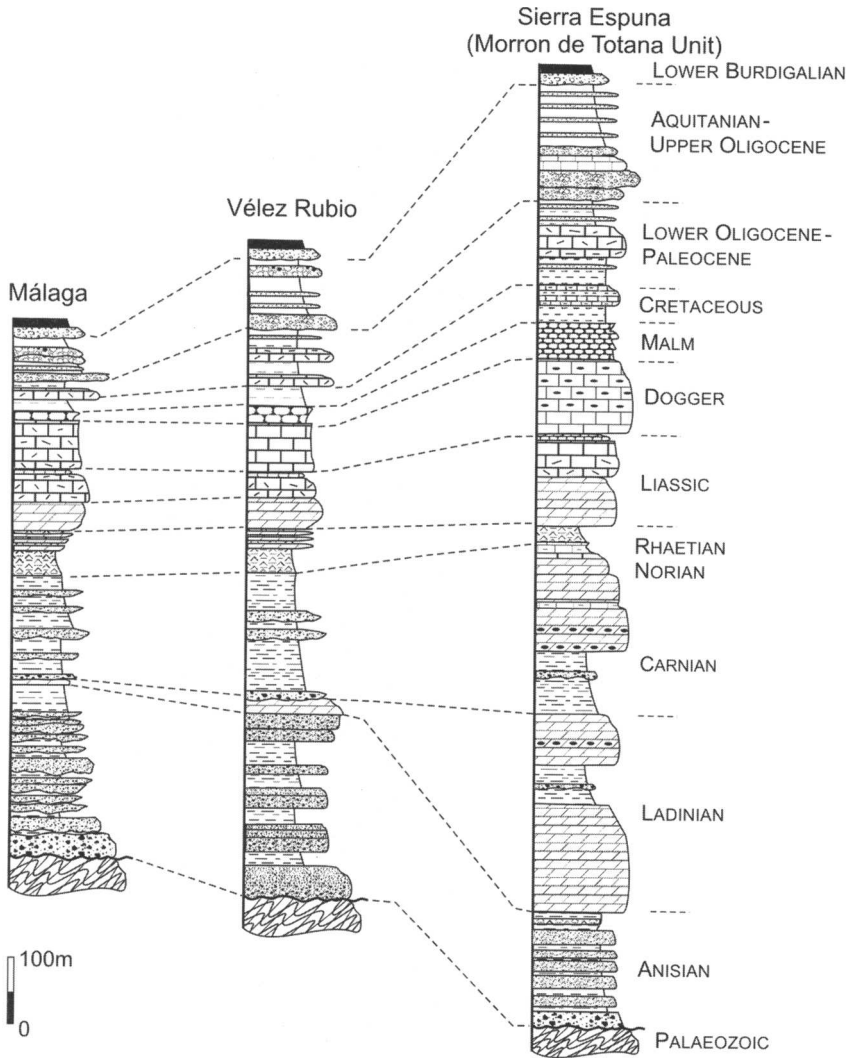 Sierra Espuna
(Morron de Totana Unit)
LOWER BURDIGALIAN
AQUITANIAN-
UPPER OLIGOCENE
Vélez Rubio
LOWER OLIGOCENE-
PALEOCENE
Málaga
CRETACEOUS
MALM
DOGGER
LIASSIC
RHAETIAN
NORIAN
CARNIAN
LADINIAN
100m
ANISIAN
0
PALAEOZOIC